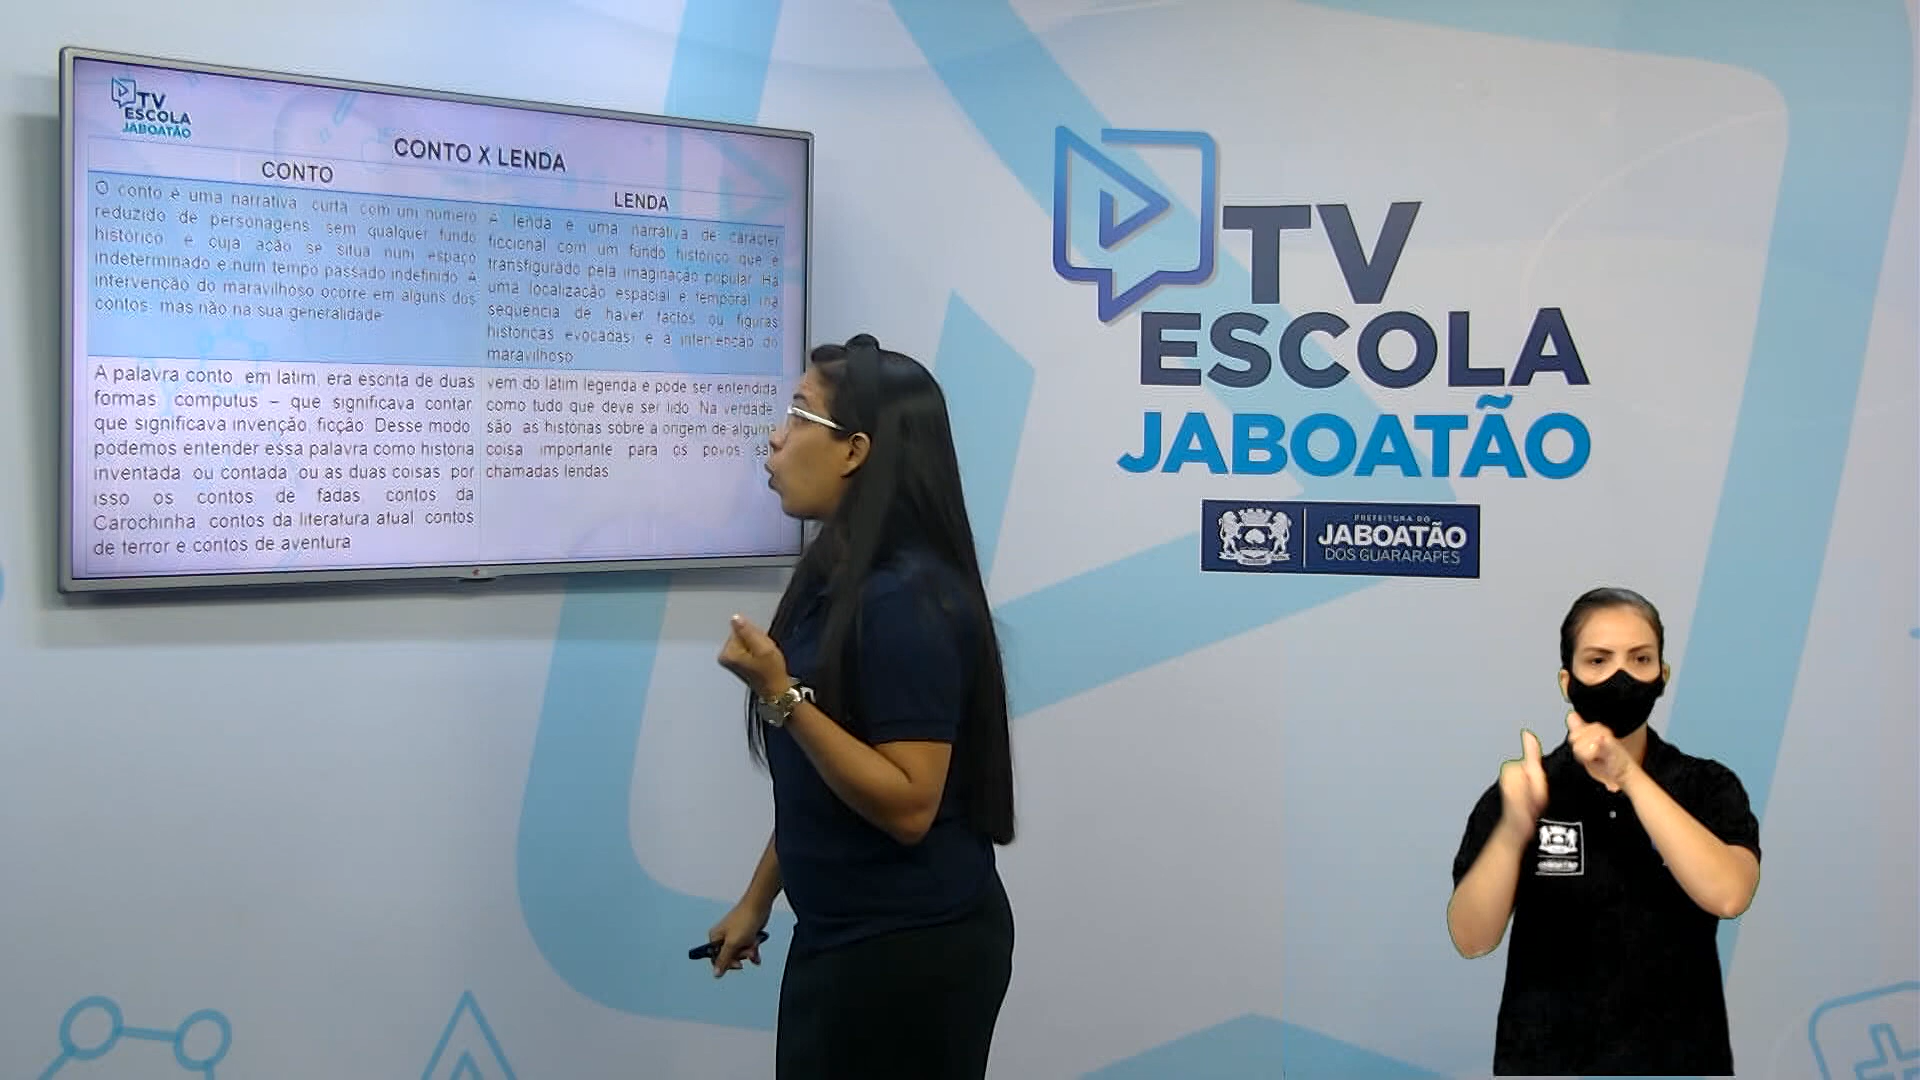 TV
ESCOLA
JABOATÃO
CONTO X LENDA
CONTO
O conto é uma narrativa curta com um número
reduzido de personagens sem qualquer fundo
histórico e cuja ação se situa num espaço
indeterminado e num tempo passado indefinido A
intervenção do maravilhoso ocorre em alguns dos
contos, mas não na sua generalidade
A palavra conto em latim, era escrita de duas
formas computus – que significava contar
que significava invenção, ficção Desse modo
podemos entender essa palavra como história
inventada ou contada ou as duas coisas por
isso os contos de fadas contos da
Carochinha contos da literatura atual contos
de terror e contos de aventura
LENDA
A lenda é uma narrativa de caracter
ficcional com um fundo histórico que é
transfigurado pela imaginação popular Há
uma localização espacial e temporal (na
sequencia de haver factos ou figuras
historicas evocadas) e a intervenção do
maravilhoso
vem do latim legenda e pode ser entendida
como tudo que deve ser lido Na verdade
são as histórias sobre a origem de alguma
coisa importante para os povos
chamadas lendas
TV
ESCOLA
JABOATÃO
PREFEITURA DO
JABOATÃO
DOS GUARARAPES